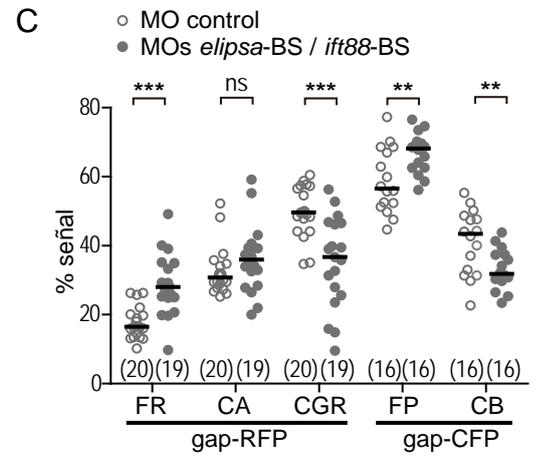 C
MO control
MOs elipsa-BS / ift88-BS
*** ns *** ** **
80
60
40
20
0
% señal
(20)(19) (20)(19) (20)(19) (16)(16) (16)(16)
FR CA CGR FP CB
gap-RFP gap-CFP